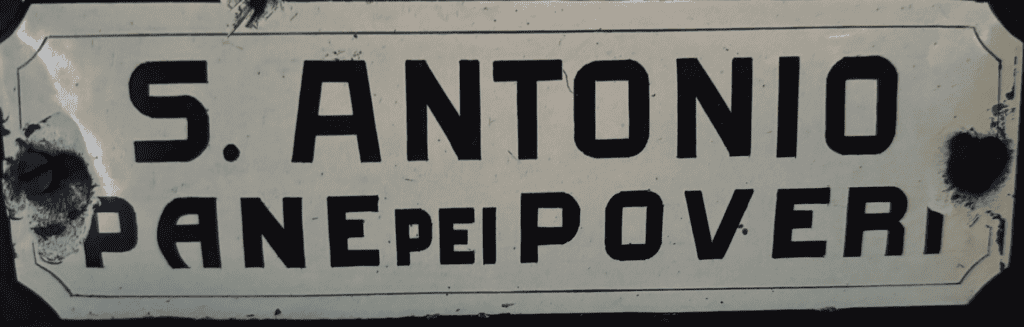 S. ANTONIO
PANE PEI POVERI